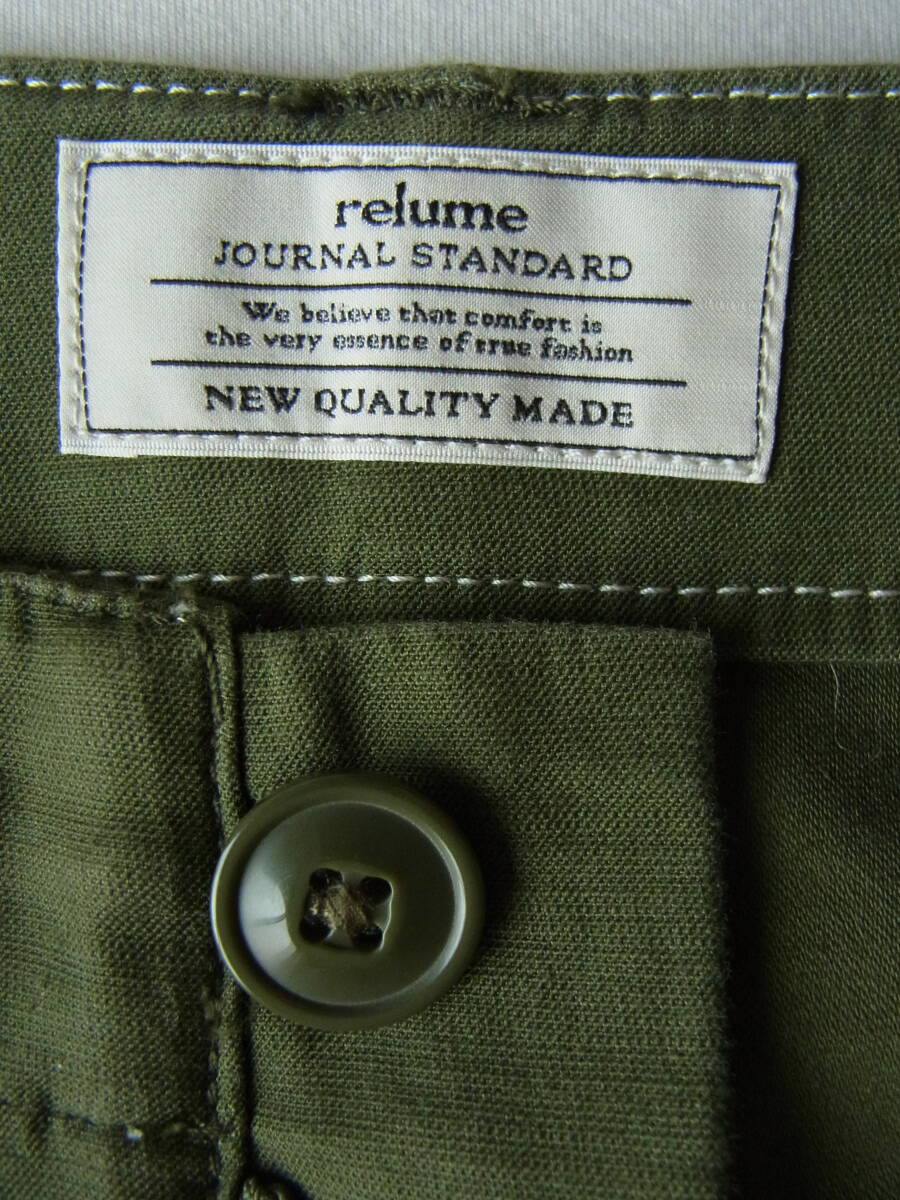 relume
JOURNAL STANDARD
We believe that comfort is
the very essence of true fashion
NEW QUALITY MADE